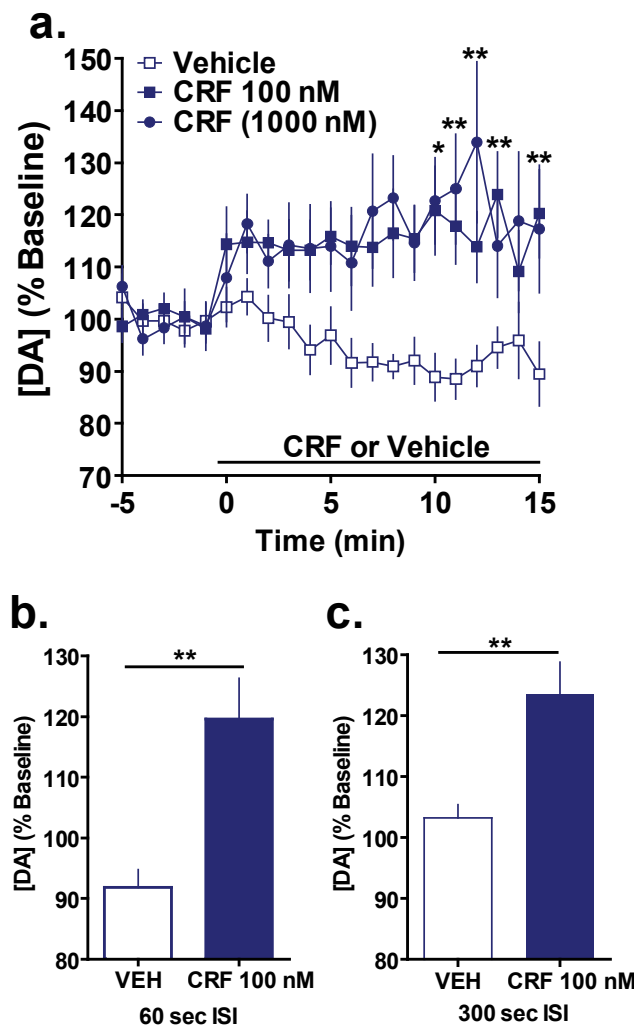 a.
Vehicle
CRF 100 nM
CRF (1000 nM)
**
**
*
**
**
150
140
130
120
110
100
90
80
70
[DA] (% Baseline)
CRF or Vehicle
-5 0 5 10 15
Time (min)
b.
**
130
120
110
100
90
80
[DA] (% Baseline)
VEH CRF 100 nM
60 sec ISI
c.
**
130
120
110
100
90
80
[DA] (% Baseline)
VEH CRF 100 nM
300 sec ISI